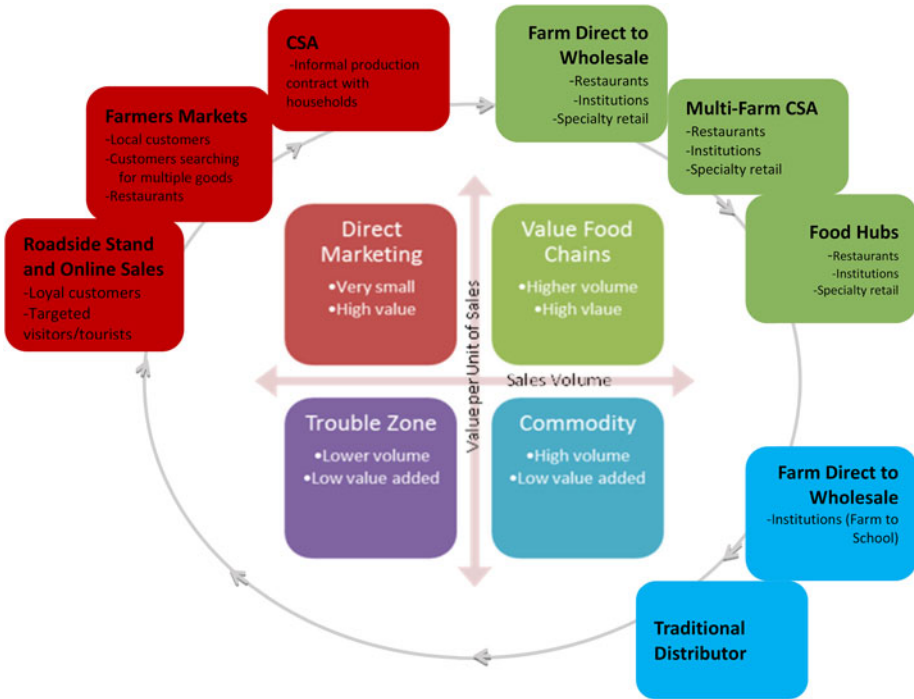 CSA
-Informal production
contract with
households
Farmers Markets
-Local customers
-Customers searching
for multiple goods
-Restaurants
Roadside Stand
and Online Sales
-Loyal customers
-Targeted
visitors/tourists
Farm Direct to
Wholesale
-Restaurants
-Institutions
-Specialty retail
Multi-Farm CSA
-Restaurants
-Institutions
-Specialty retail
Food Hubs
-Restaurants
-Institutions
-Specialty retail
Direct
Marketing
•Very small
•High value
Value Food
Chains
•Higher volume
•High vlaue
Value per Unit of Sales
Sales Volume
Trouble Zone
•Lower volume
•Low value added
Commodity
•High volume
•Low value added
Farm Direct to
Wholesale
-Institutions (Farm to
School)
Traditional
Distributor